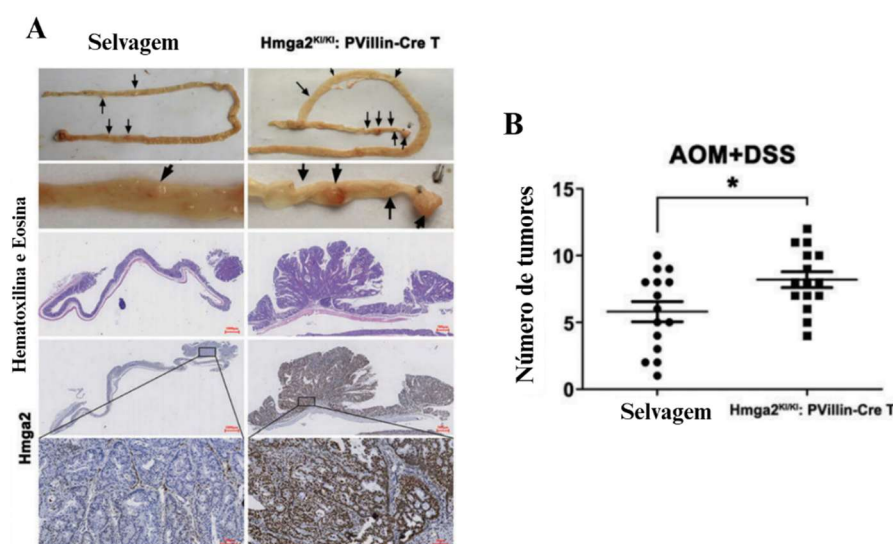 A
Selvagem
Hmga2KI/KI: PVillin-Cre T
Hematoxilina e Eosina
Hmga2
B
AOM+DSS
*
Número de tumores
15
10
5
0
Selvagem
Hmga2KI/KI: PVillin-Cre T